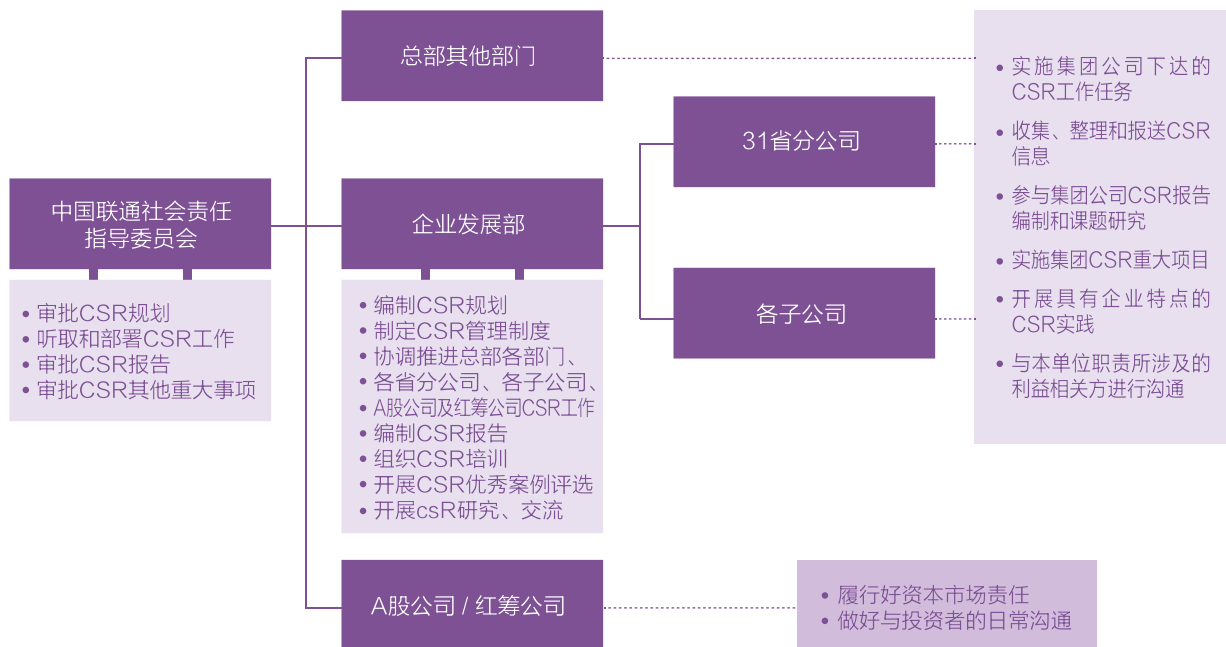 总部其他部门
31省分公司
中国联通社会责任
指导委员会
企业发展部
各子公司
• 审批CSR规划
• 听取和部署CSR工作
• 审批CSR报告
• 审批CSR其他重大事项
• 编制CSR规划
• 制定CSR管理制度
• 协调推进总部各部门、
• 各省分公司、各子公司、
• A股公司及红筹公司CSR工作
• 编制CSR报告
• 组织CSR培训
• 开展CSR优秀案例评选
• 开展csR研究、交流
• 实施集团公司下达的
CSR工作任务
• 收集、整理和报送CSR
信息
• 参与集团公司CSR报告
编制和课题研究
• 实施集团CSR重大项目
• 开展具有企业特点的
CSR实践
• 与本单位职责所涉及的
利益相关方进行沟通
A股公司 / 红筹公司
• 履行好资本市场责任
• 做好与投资者的日常沟通